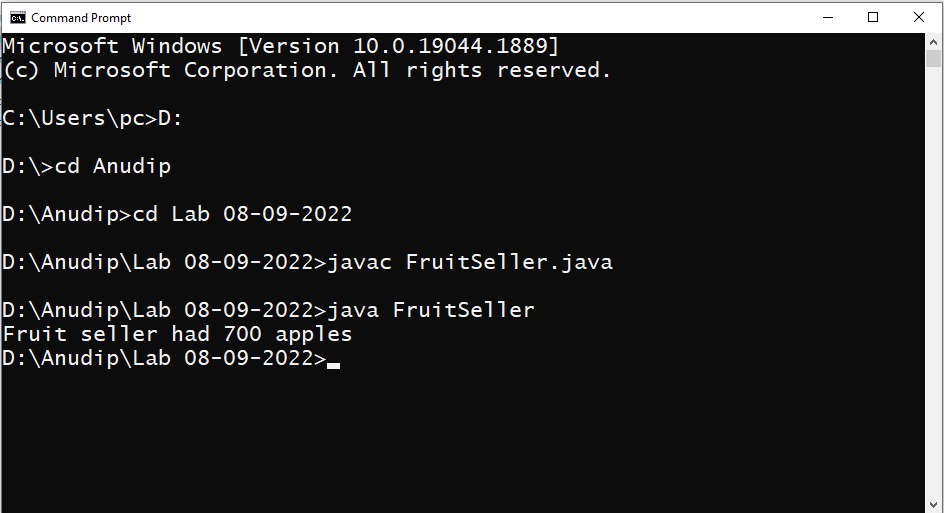 Command Prompt
Microsoft Windows [Version 10.0.19044.1889]
(c) Microsoft Corporation. All rights reserved.
C:\Users\pc>D:
D:\>cd Anudip
D:\Anudip>cd Lab 08-09-2022
D:\Anudip\Lab 08-09-2022>javac FruitSeller.java
D:\Anudip\Lab 08-09-2022>java FruitSeller
Fruit seller had 700 apples
D:\Anudip\Lab 08-09-2022>